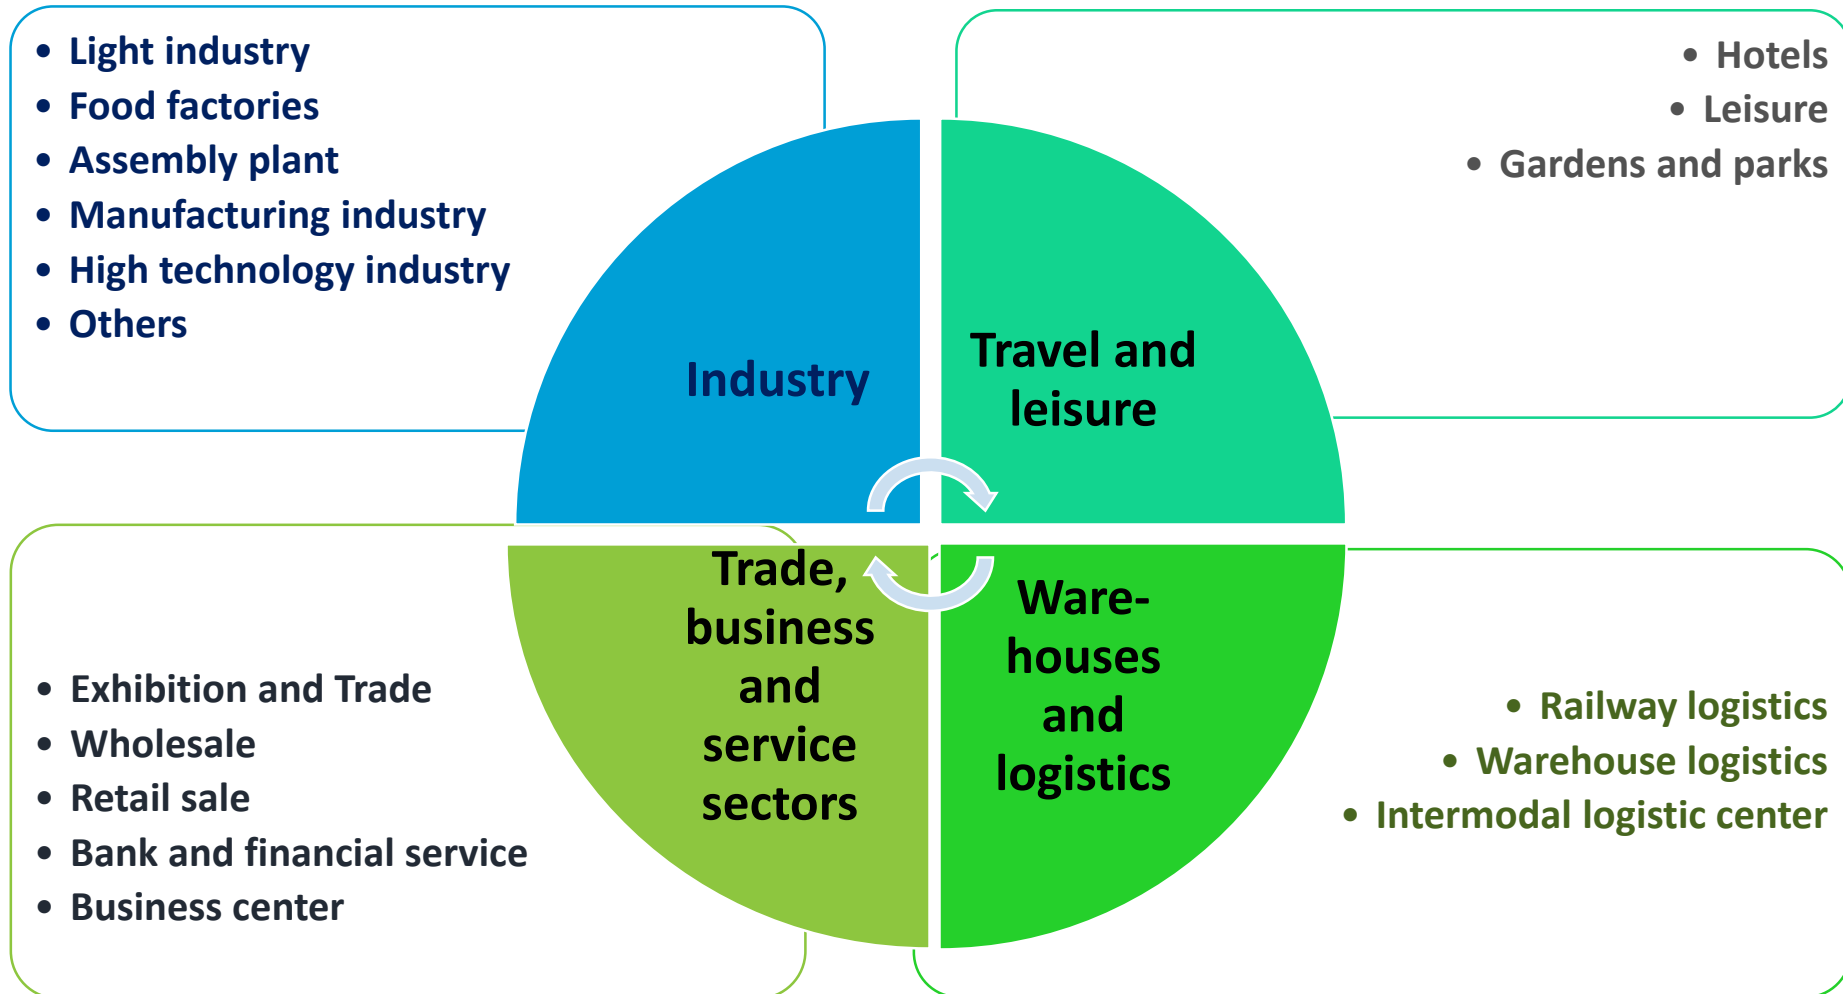 • Light industry
• Food factories
• Assembly plant
• Manufacturing industry
• High technology industry
• Others
• Hotels
• Leisure
• Gardens and parks
Industry
Travel and
leisure
Trade,
business
and
service
sectors
Ware-
houses
and
logistics
• Exhibition and Trade
• Wholesale
• Retail sale
• Bank and financial service
• Business center
• Railway logistics
• Warehouse logistics
• Intermodal logistic center